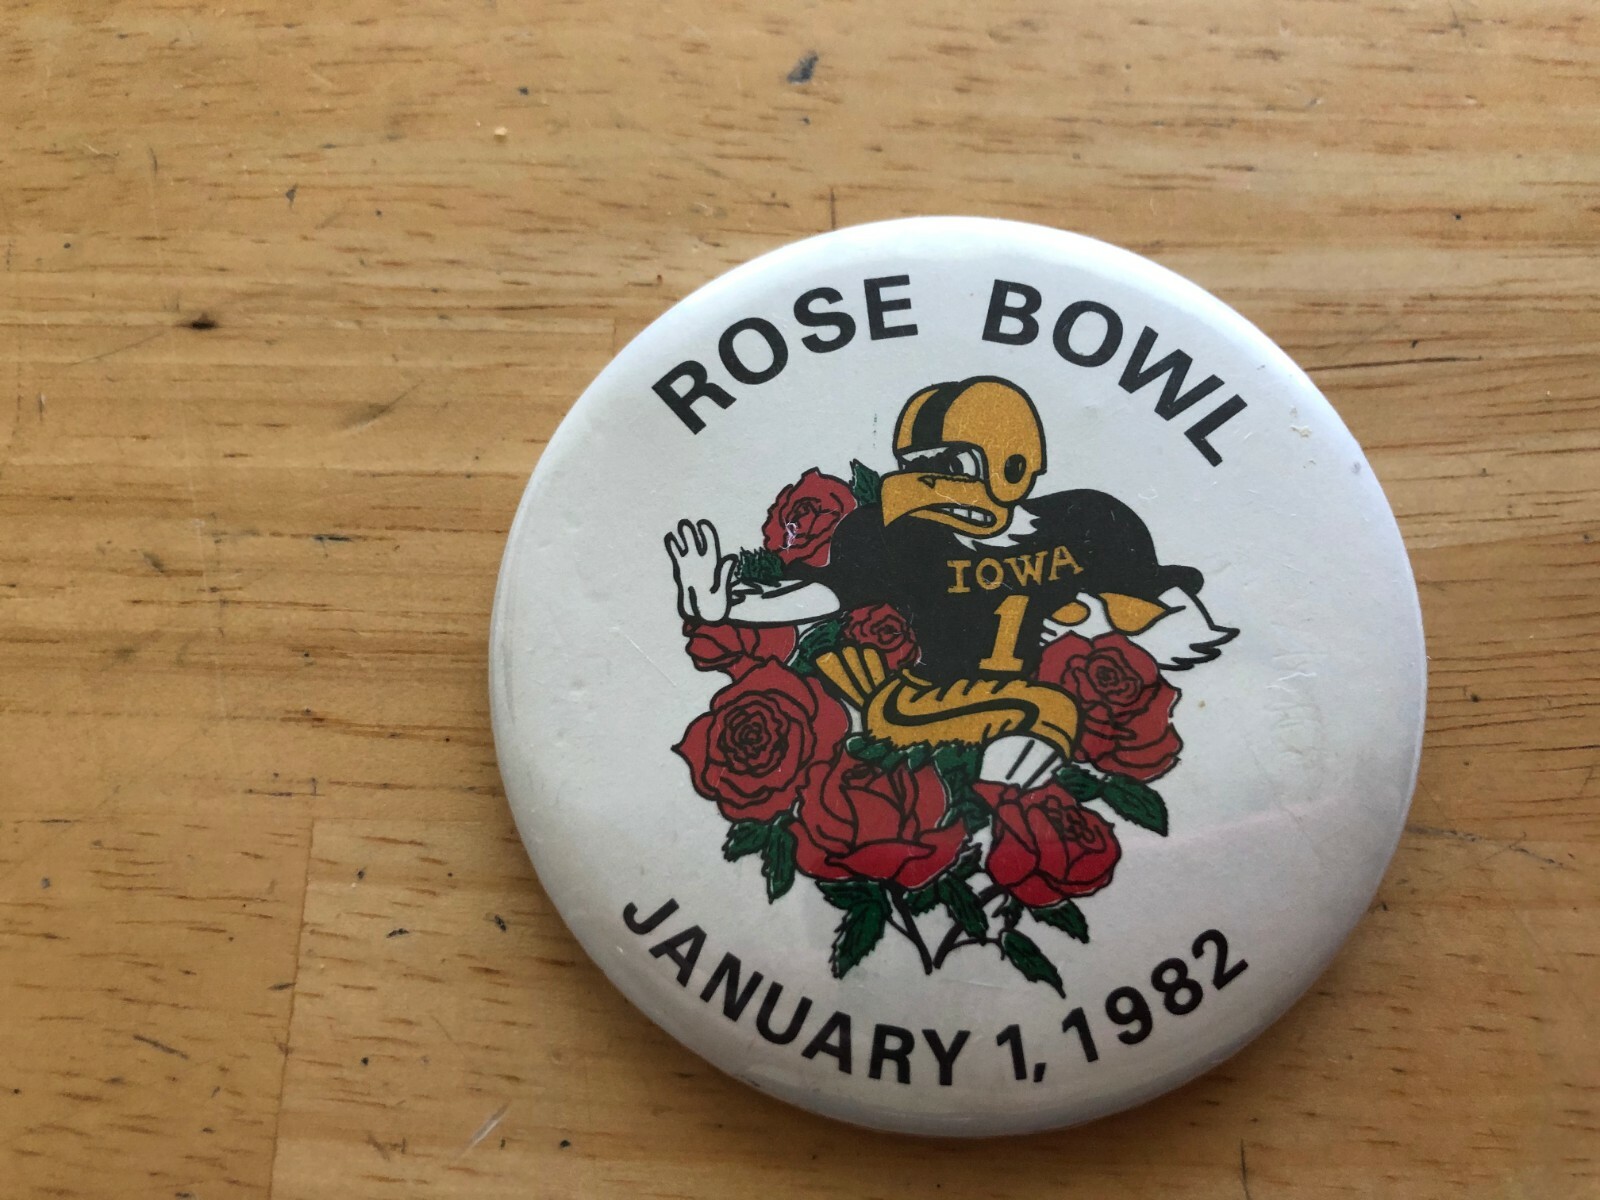 ROSE BOWL
IOWA
1
JANUARY 1, 1982